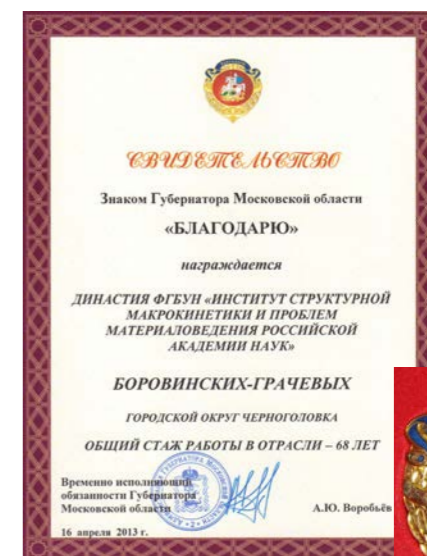 СВИДЕТЕЛЬСТВО
Знаком Губернатора Московской области
«БЛАГОДАРЮ»
награждается
ДИНАСТИЯ ФГБУН «ИНСТИТУТ СТРУКТУРНОЙ
МАКРОКИНЕТИКИ И ПРОБЛЕМ
МАТЕРИАЛОВЕДЕНИЯ РОССИЙСКОЙ
АКАДЕМИИ НАУК»
БОРОВИНСКИХ-ГРАЧЕВЫХ
ГОРОДСКОЙ ОКРУГ ЧЕРНОГОЛОВКА
ОБЩИЙ СТАЖ РАБОТЫ В ОТРАСЛИ – 68 ЛЕТ
Временно исполняющий
обязанности Губернатора
Московской области
А.Ю. Воробьёв
16 апреля 2013 г.